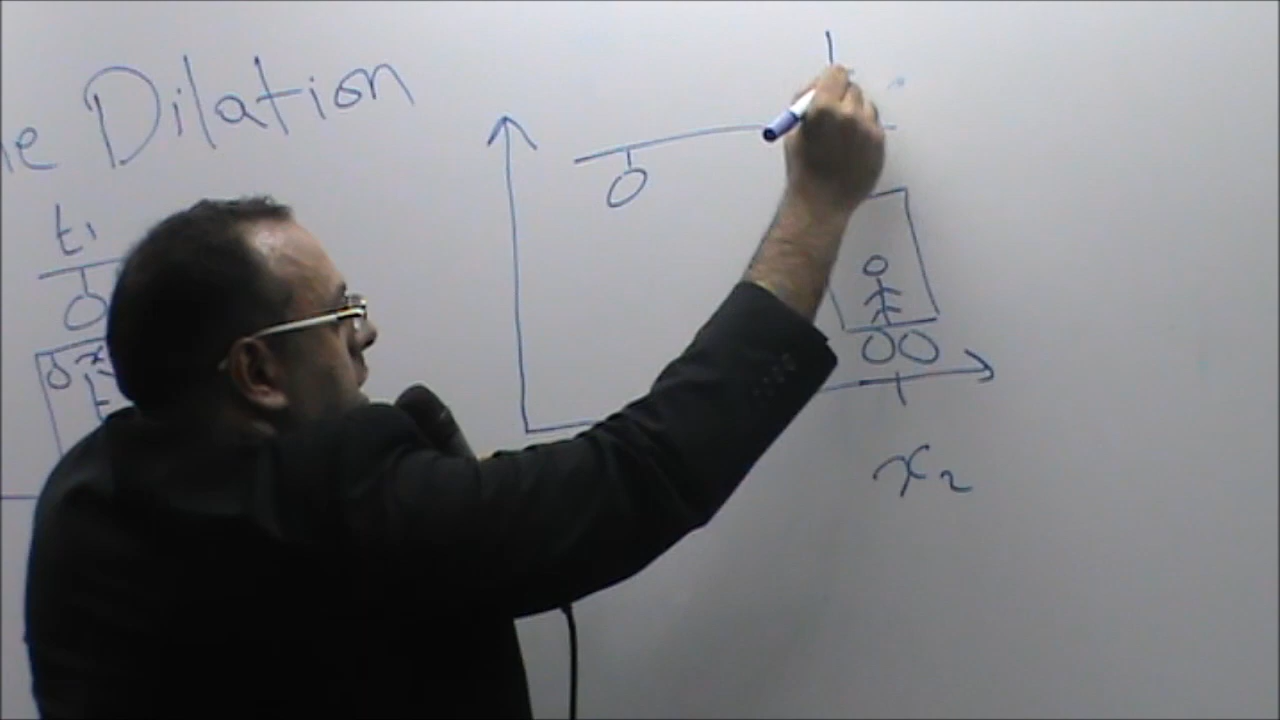 e Dilation
t₁
x₂